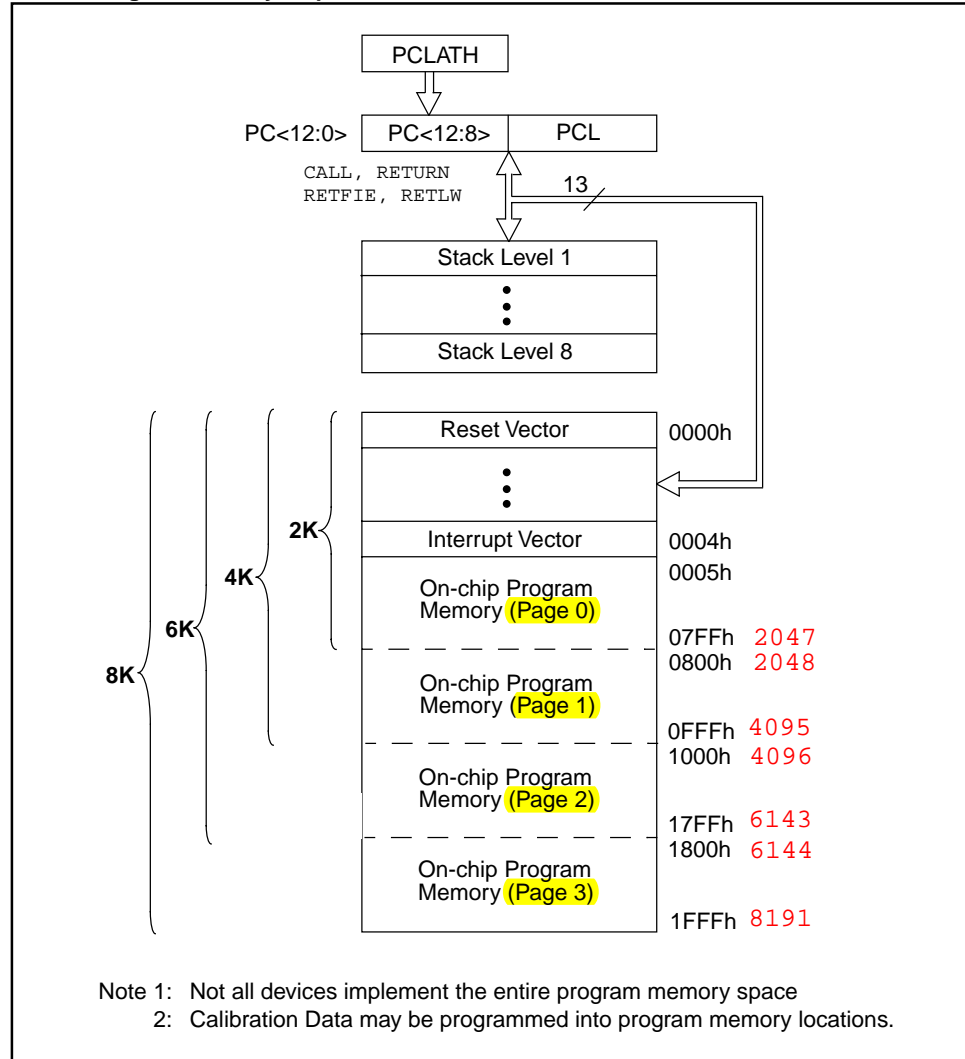 PCLATH
PC<12:0>
PC<12:8>
PCL
CALL, RETURN
RETFIE, RETLW
13
Stack Level 1
Stack Level 8
Reset Vector
0000h
2K
Interrupt Vector
0004h
0005h
4K
On-chip Program
Memory (Page 0)
6K
07FFh 2047
0800h 2048
8K
On-chip Program
Memory (Page 1)
0FFFh 4095
1000h 4096
On-chip Program
Memory (Page 2)
17FFh 6143
1800h 6144
On-chip Program
Memory (Page 3)
1FFFh 8191
Note 1: Not all devices implement the entire program memory space
2: Calibration Data may be programmed into program memory locations.